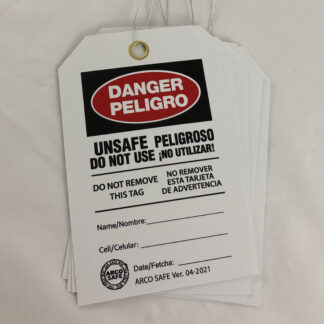 DANGER
PELIGRO
UNSAFE PELIGROSO
DO NOT USE ¡NO UTILIZAR!
DO NOT REMOVE
THIS TAG
NO REMOVER
ESTA TARJETA
DE ADVERTENCIA
Name/Nombre:
Cell/Celular:
Date/Fetcha:
ARCO
SAFE
ARCO SAFE Ver. 04-2021